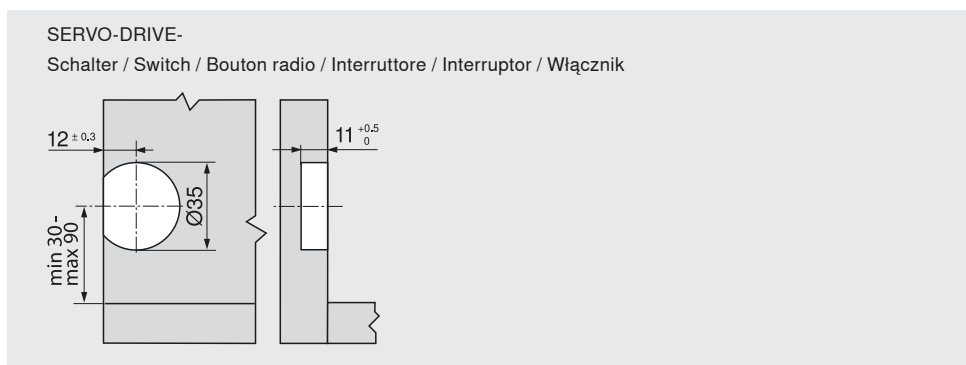 SERVO-DRIVE-
Schalter / Switch / Bouton radio / Interruttore / Interruptor / Włącznik
12 ± 0.3
11 +0.5
0
Ø35
min 30-
max 90